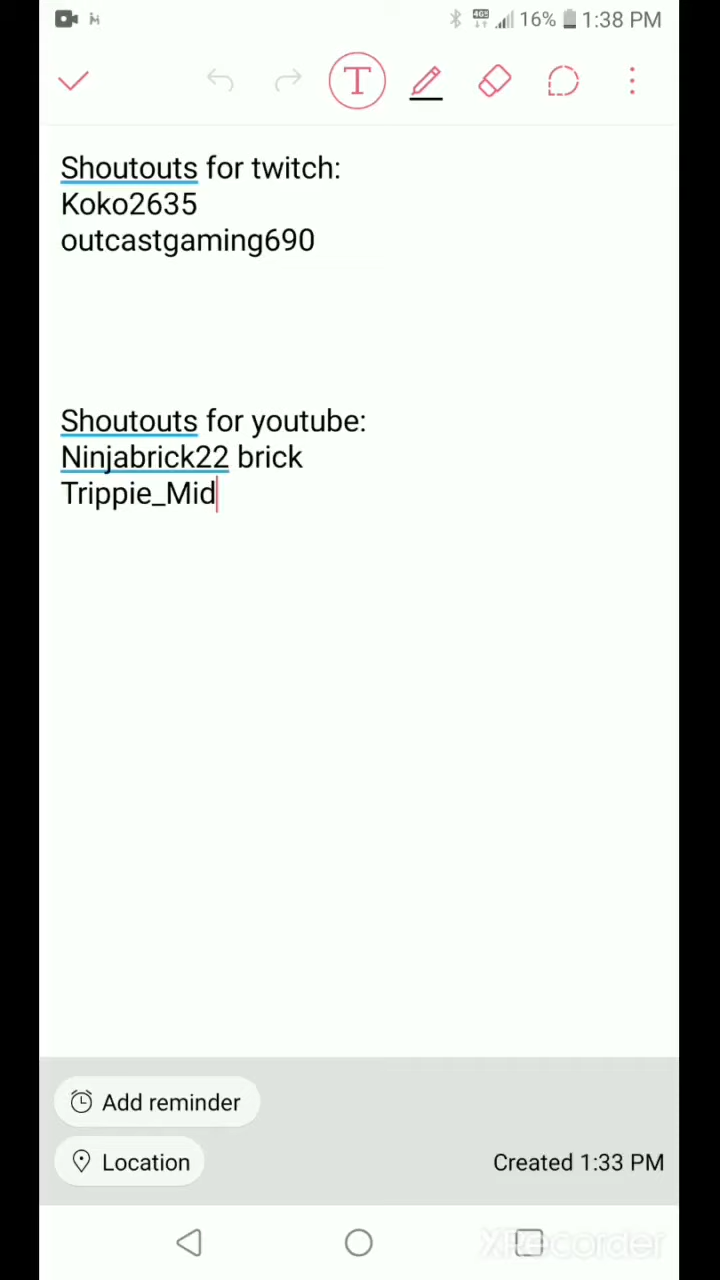 16% 1:38 PM
T
Shoutouts for twitch:
Koko2635
outcastgaming690
Shoutouts for youtube:
Ninjabrick22 brick
Trippie_Mid
Add reminder
Location
Created 1:33 PM
XRecorder